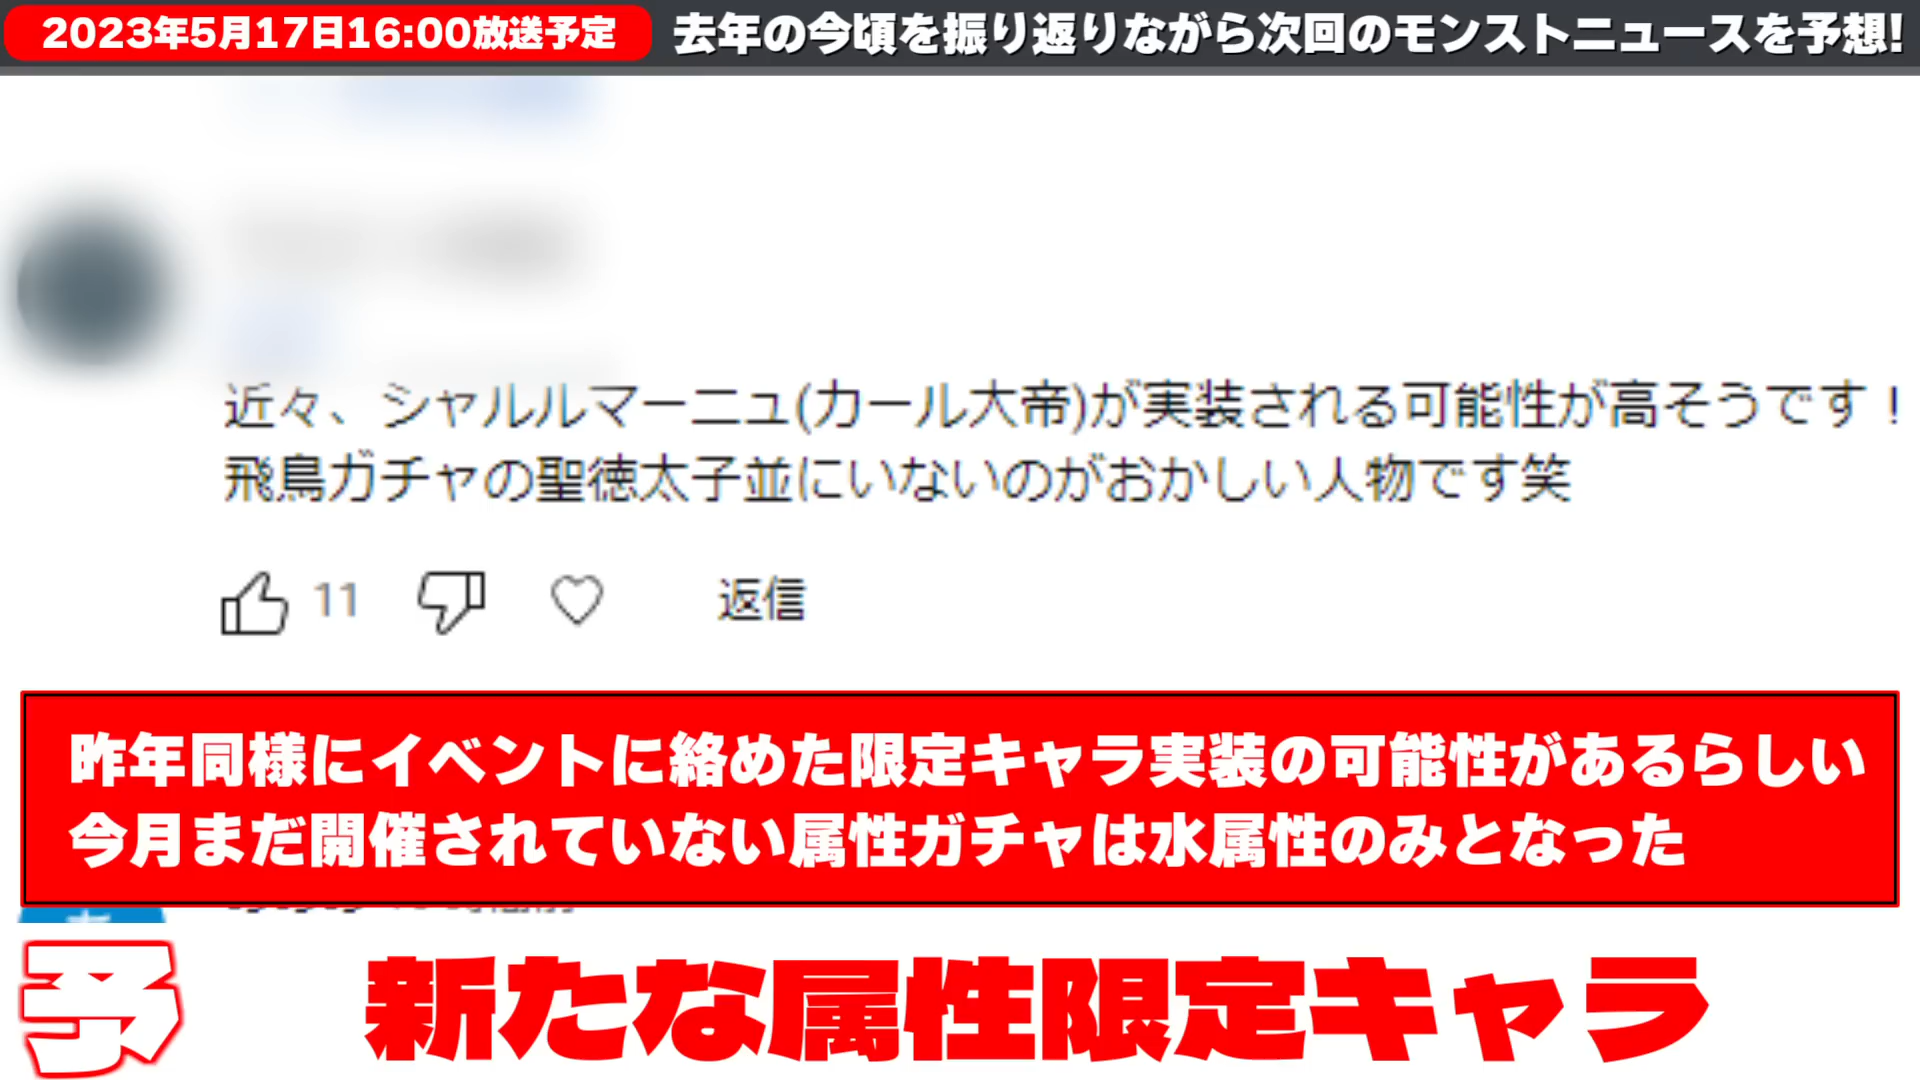 2023年5月17日16:00放送予定
去年の今頃を振り返りながら次回のモンストニュースを予想!
近々、シャルルマーニュ(カール大帝)が実装される可能性が高そうです！
飛鳥ガチャの聖徳太子並にいないのがおかしい人物です笑
11
返信
昨年同様にイベントに絡めた限定キャラ実装の可能性があるらしい
今月まだ開催されていない属性ガチャは水属性のみとなった
予
新たな属性限定キャラ